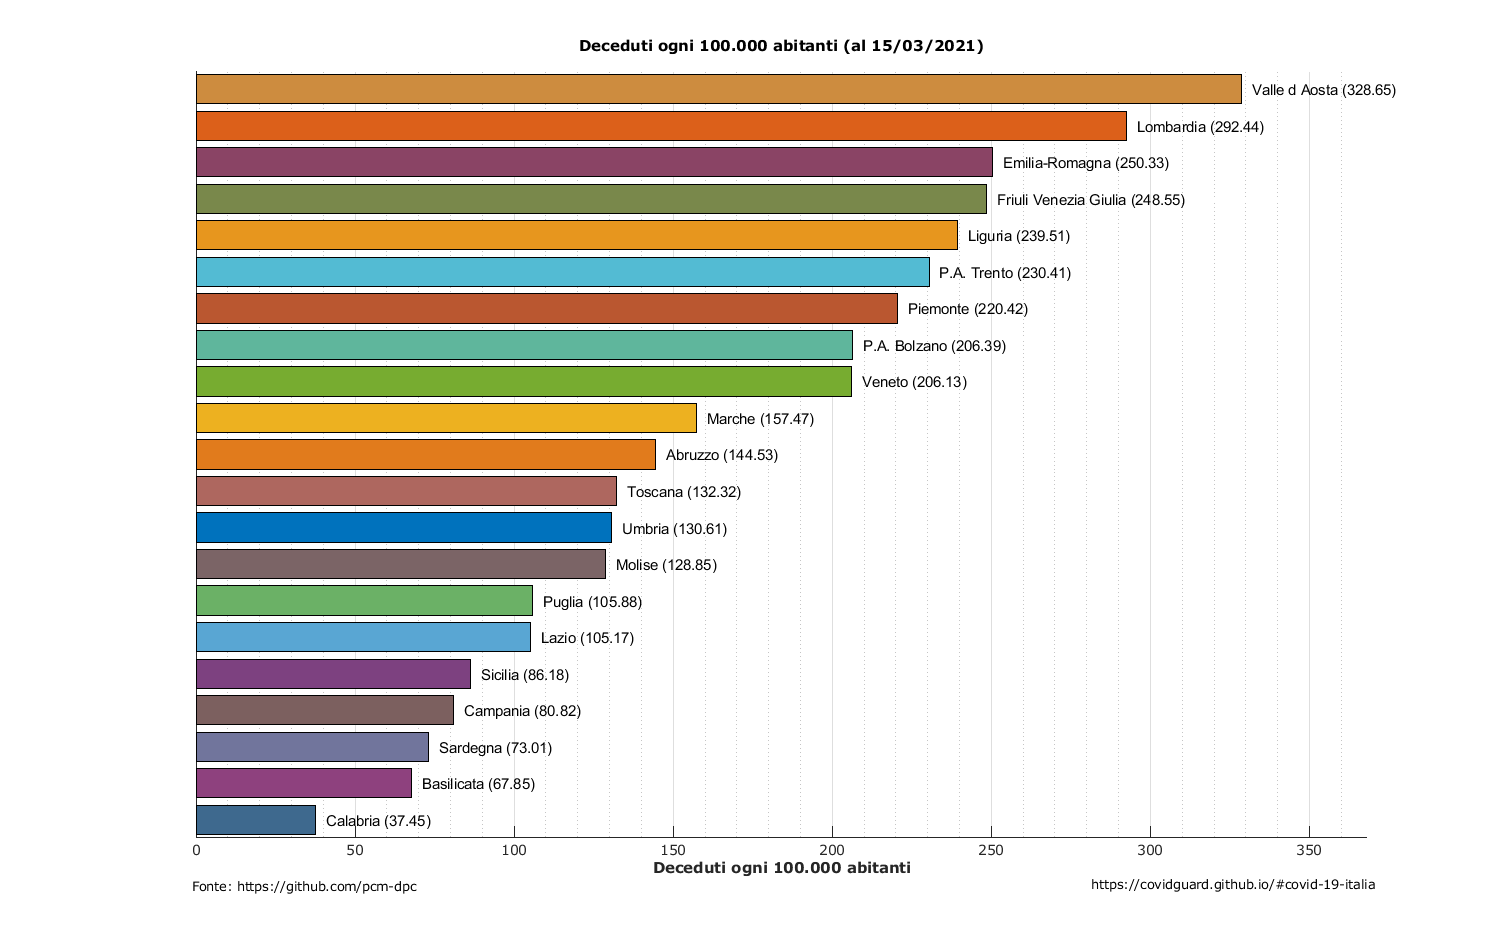 Deceduti ogni 100.000 abitanti (al 15/03/2021)
Valle d Aosta (328.65)
Lombardia (292.44)
Emilia-Romagna (250.33)
Friuli Venezia Giulia (248.55)
Liguria (239.51)
P.A. Trento (230.41)
Piemonte (220.42)
P.A. Bolzano (206.39)
Veneto (206.13)
Marche (157.47)
Abruzzo (144.53)
Toscana (132.32)
Umbria (130.61)
Molise (128.85)
Puglia (105.88)
Lazio (105.17)
Sicilia (86.18)
Campania (80.82)
Sardegna (73.01)
Basilicata (67.85)
Calabria (37.45)
0 50 100 150 200 250 300 350
Deceduti ogni 100.000 abitanti
Fonte: https://github.com/pcm-dpc
https://covidguard.github.io/#covid-19-italia